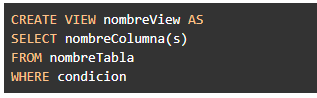 CREATE VIEW nombreView AS
SELECT nombreColumna(s)
FROM nombreTabla
WHERE condicion